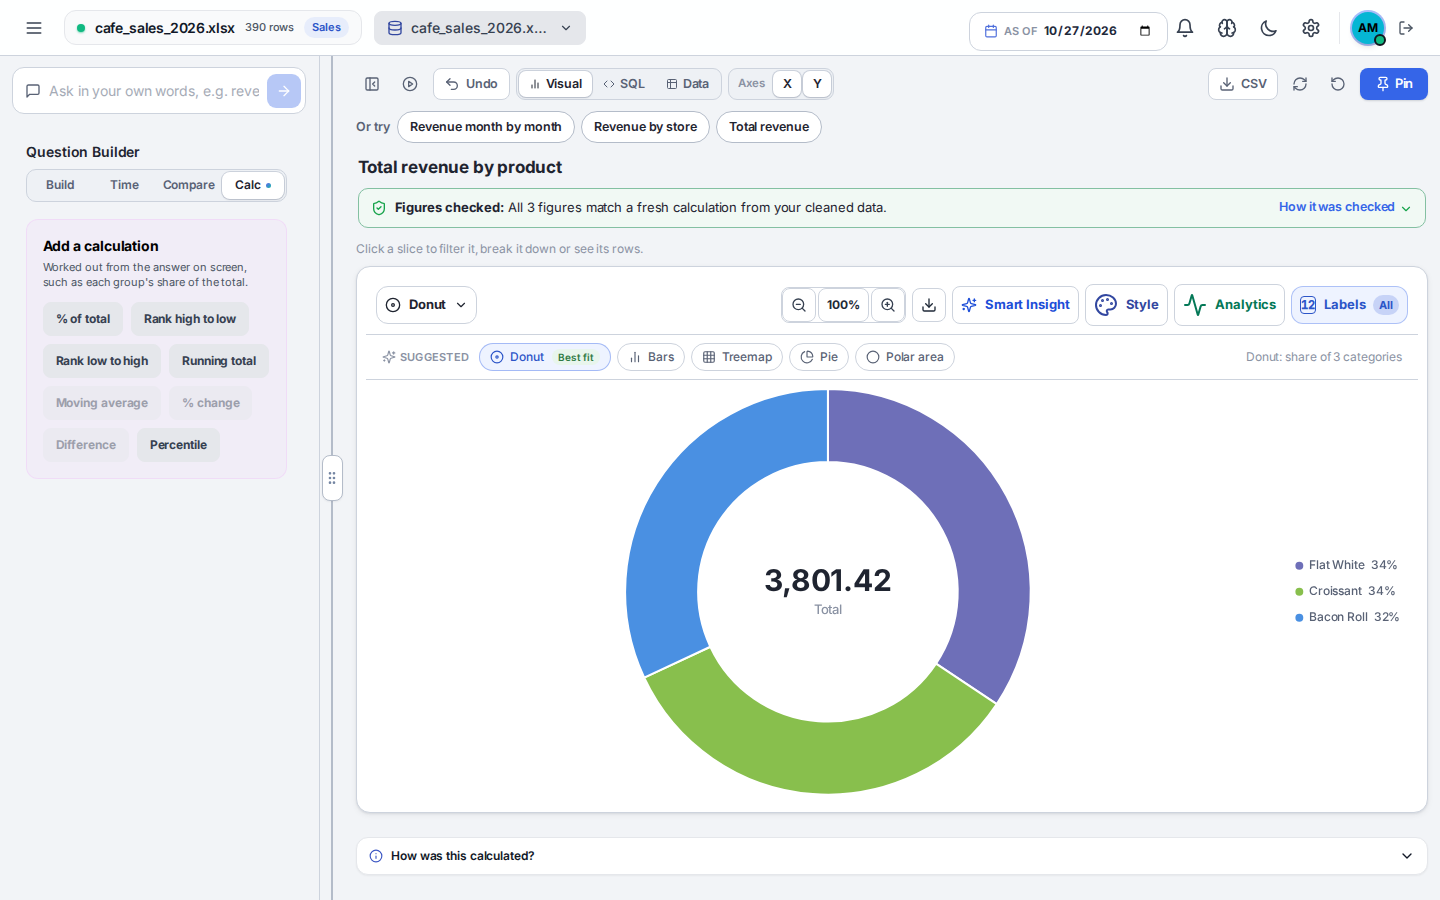 cafe_sales_2026.xlsx 390 rows Sales cafe_sales_2026.x... AS OF 10/27/2026 AM
Ask in your own words, e.g. reve
Undo Visual SQL Data Axes X Y CSV Pin
Or try Revenue month by month Revenue by store Total revenue
Question Builder
Build Time Compare Calc
Total revenue by product
Figures checked: All 3 figures match a fresh calculation from your cleaned data. How it was checked
Click a slice to filter it, break it down or see its rows.
Add a calculation
Worked out from the answer on screen,
such as each group's share of the total.
% of total Rank high to low
Rank low to high Running total
Moving average % change
Difference Percentile
Donut 100% Smart Insight Style Analytics 12 Labels All
SUGGESTED Donut Best fit Bars Treemap Pie Polar area Donut: share of 3 categories
3,801.42
Total
Flat White 34%
Croissant 34%
Bacon Roll 32%
How was this calculated?